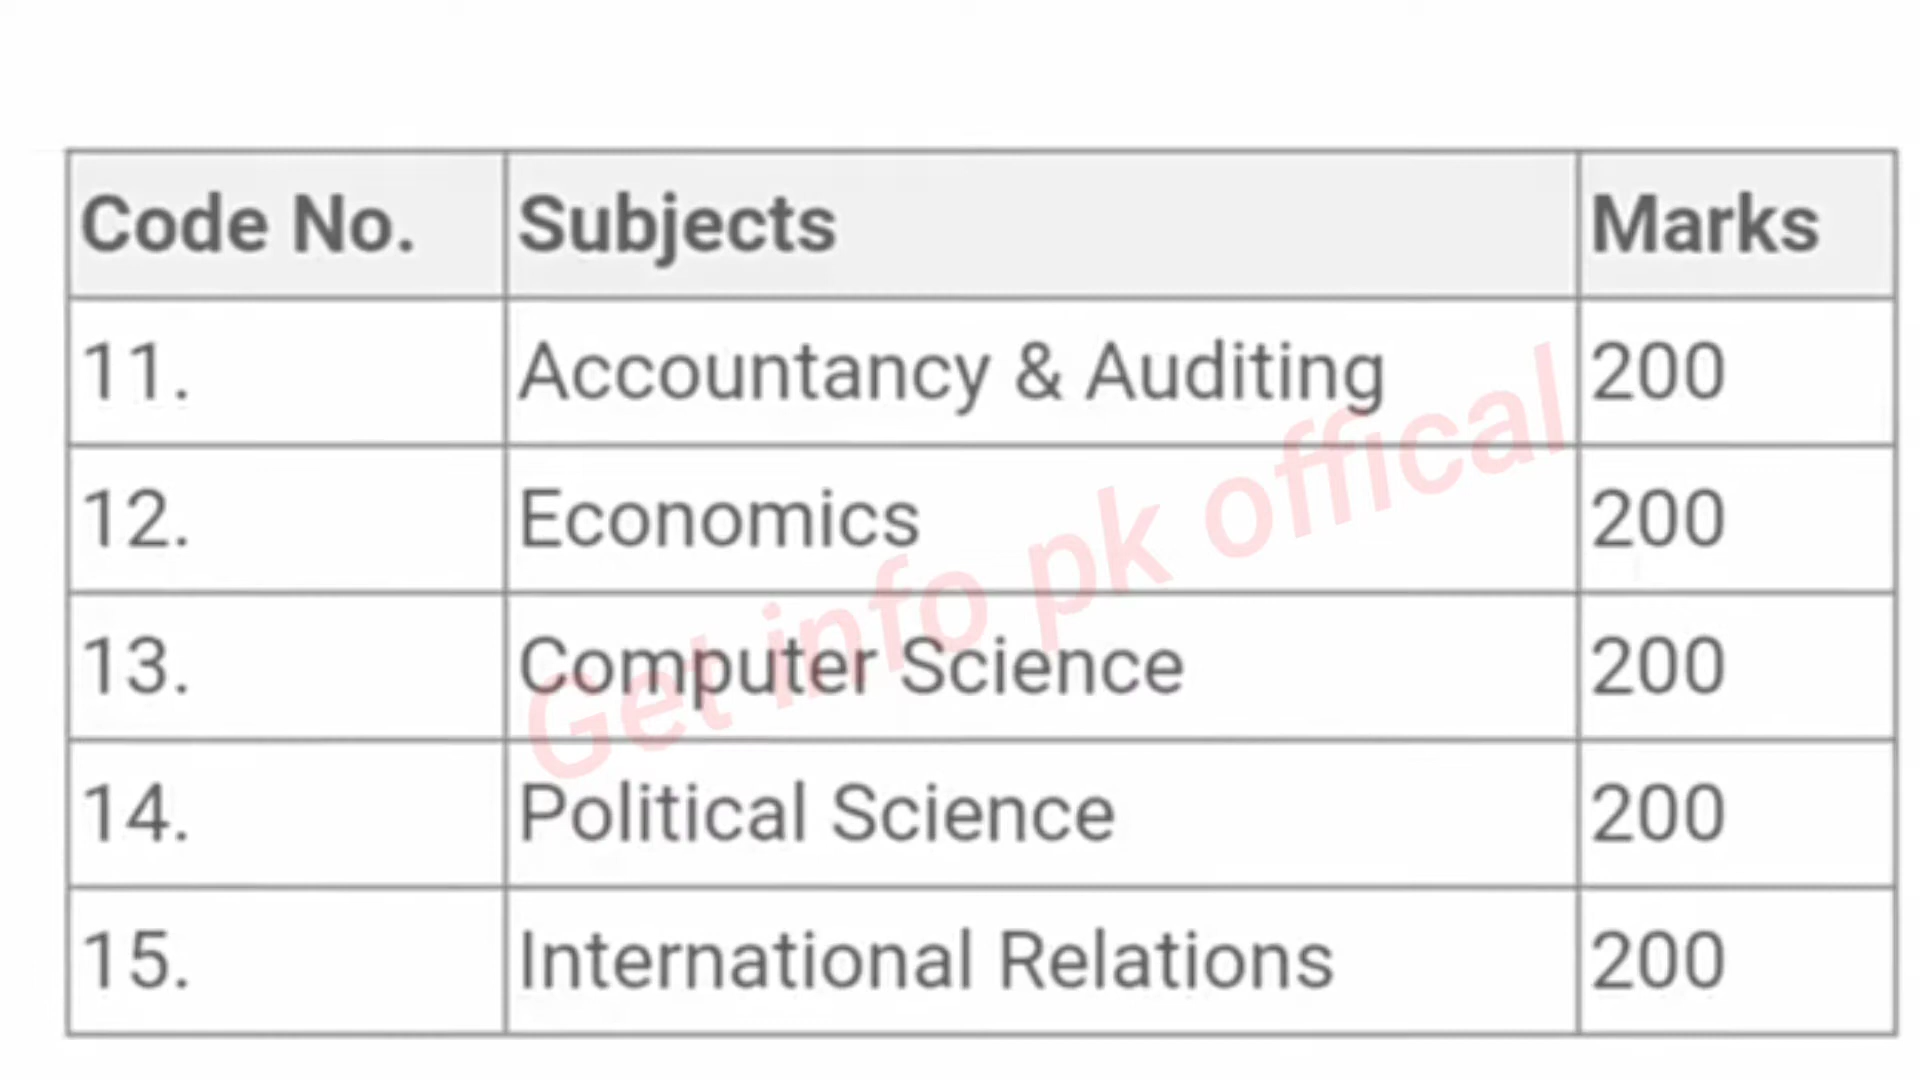 Code No. Subjects Marks
11. Accountancy & Auditing 200
12. Economics 200
13. Computer Science 200
14. Political Science 200
15. International Relations 200
Get info pk offical